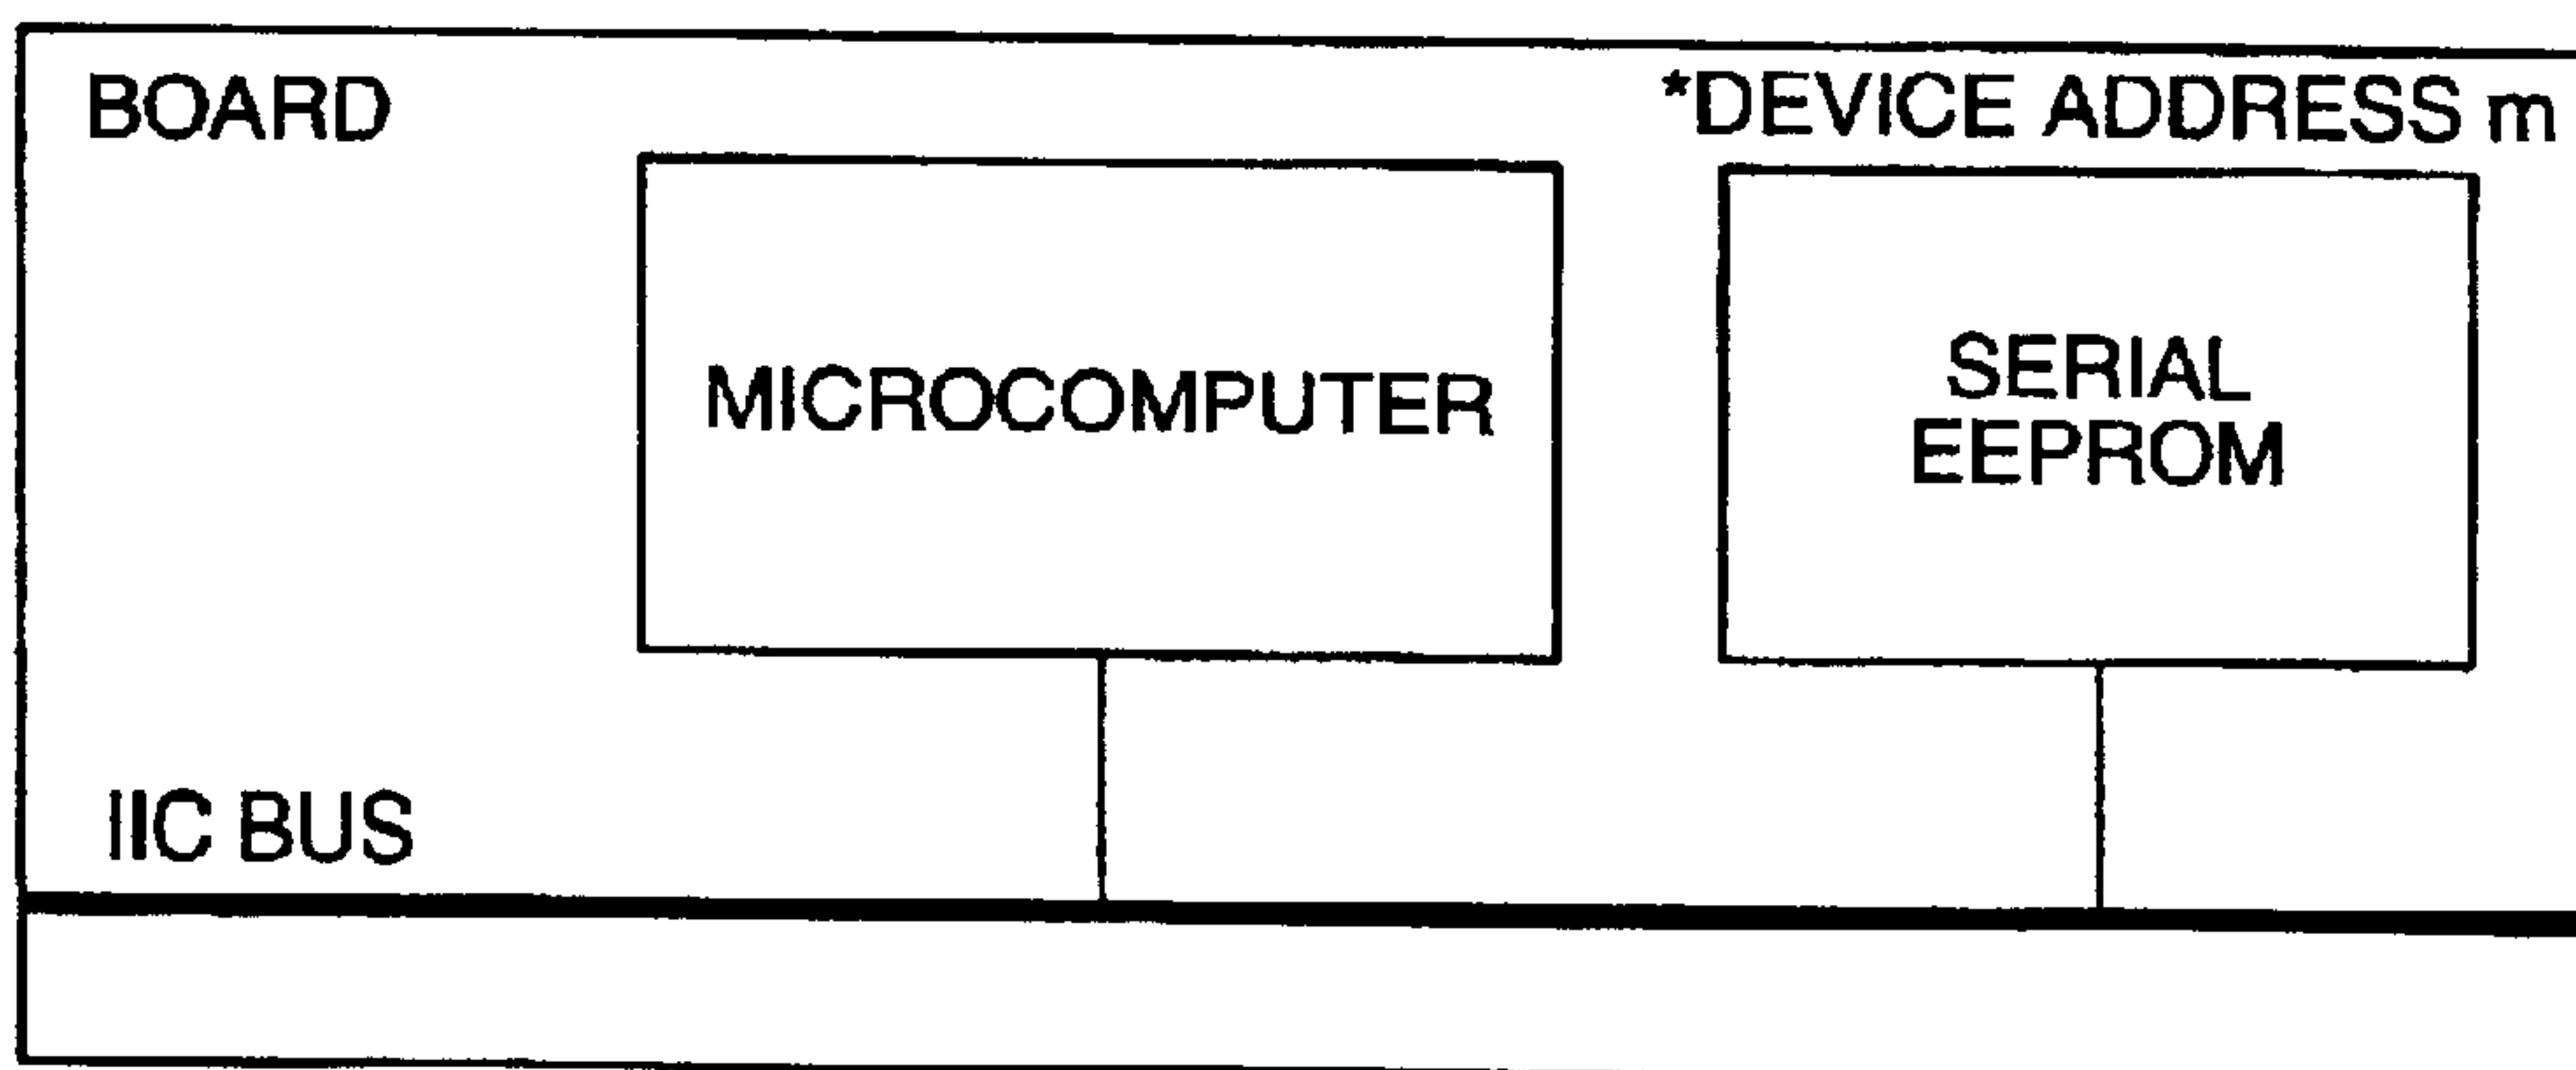 BOARD
*DEVICE ADDRESS m
MICROCOMPUTER
SERIAL
EEPROM
IIC BUS